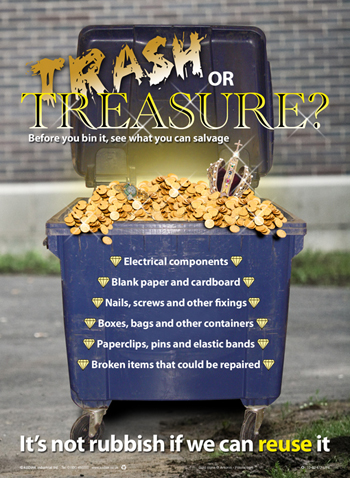 TRASH OR
TREASURE?
Before you bin it, see what you can salvage
Electrical components
Blank paper and cardboard
Nails, screws and other fixings
Boxes, bags and other containers
Paperclips, pins and elastic bands
Broken items that could be repaired
It's not rubbish if we can reuse it